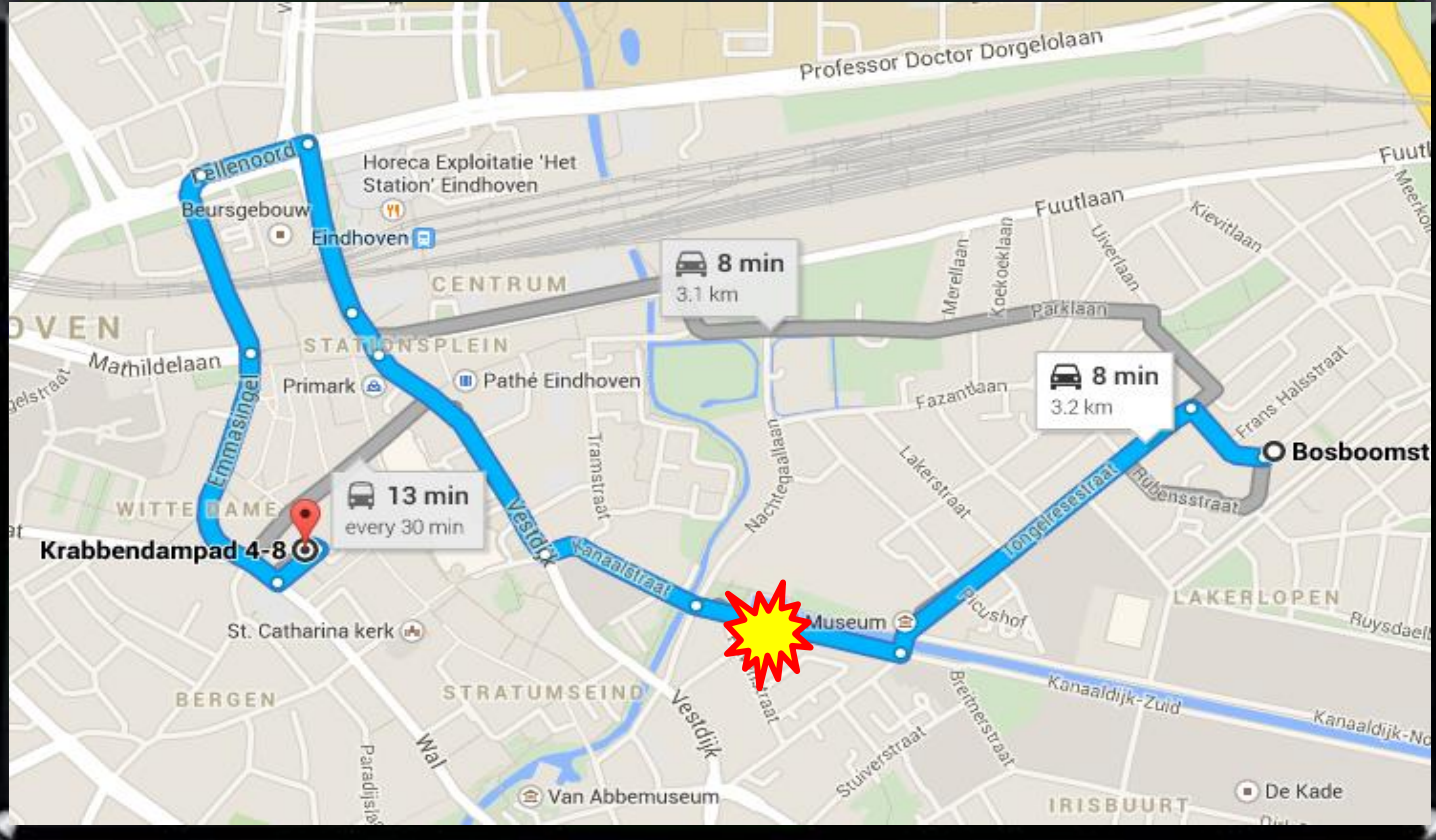 Professor Doctor Dorgelolaan
Fuutl
Pellenoord
Horeca Exploitatie 'Het
Station' Eindhoven
Beursgebouw
Eindhoven
Fuutlaan
Kievitlaan
Uiverlaan
Merellaan
Koekoeklaan
8 min
3.1 km
CENTRUM
OVEN
Mathildelaan
STATIONSPLEIN
Parklaan
Primark
Pathé Eindhoven
Emmasingel
8 min
3.2 km
Fazantlaan
Frans Halsstraat
Bosboomst
Tramstraat
Nachtegaallaan
Lakerstraat
Rubensstraat
Tongelresestraat
13 min
every 30 min
WITTE DAME
Vestdijk
Krabbendampad 4-8
Kanaalstraat
Museum
Picushof
LAKERLOPEN
Ruysdael
St. Catharina kerk
BERGEN
STRATUMSEIND
Vestdijk
Wal
Breitnerstraat
Kanaaldijk-Zuid
Kanaaldijk-No
Stuiverstraat
Van Abbemuseum
De Kade
IRISBUURT